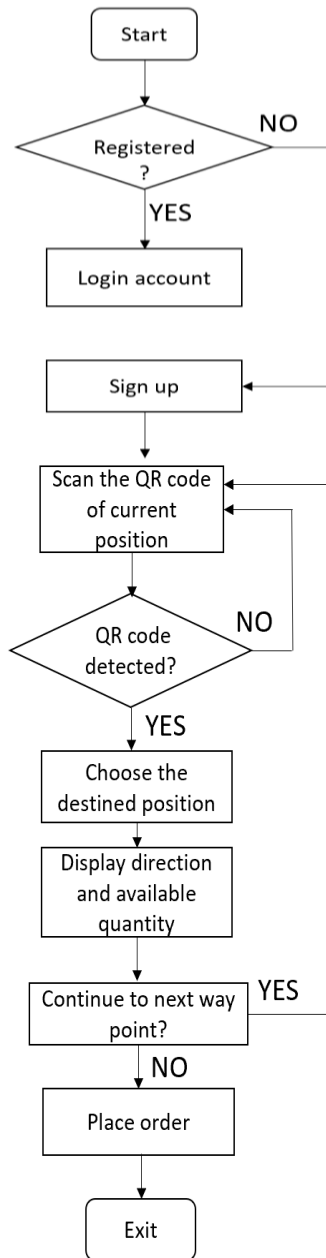 Start
NO
Registered
?
YES
Login account
Sign up
Scan the QR code
of current
position
QR code
detected?
NO
YES
Choose the
destined position
Display direction
and available
quantity
Continue to next way
point?
YES
NO
Place order
Exit